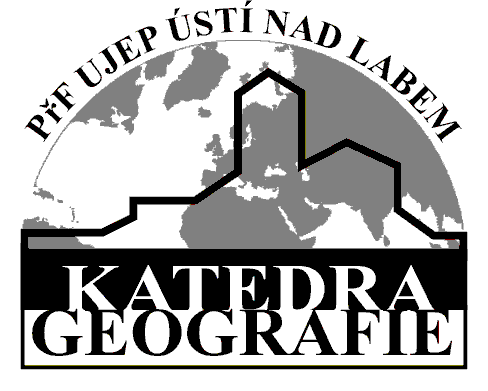 PřF UJEP ÚSTÍ NAD LABEM
KATEDRA
GEOGRAFIE